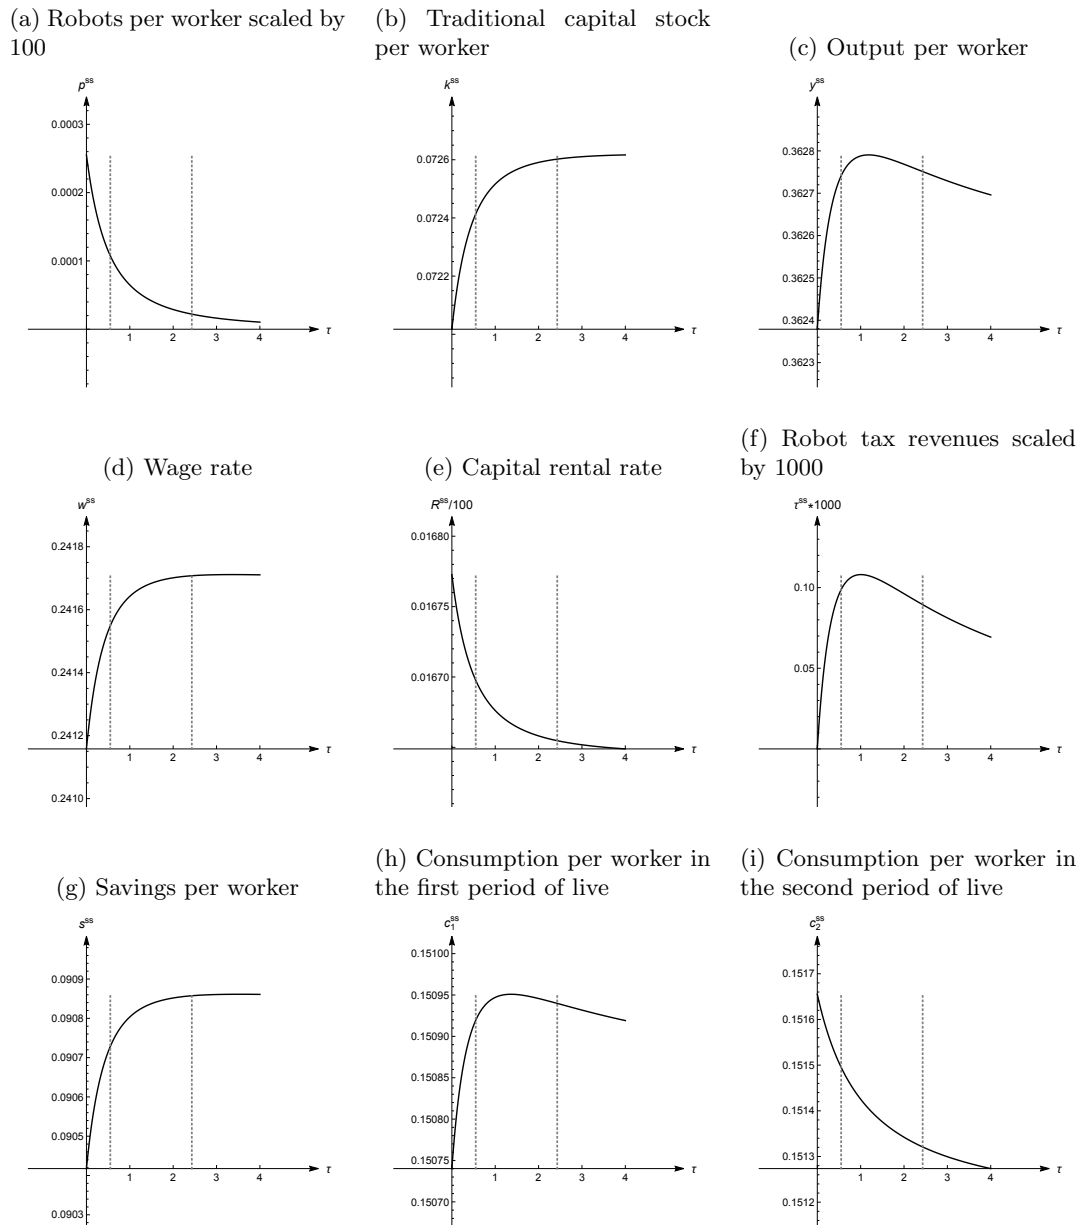 (a) Robots per worker scaled by
100
(b) Traditional capital stock
per worker
(c) Output per worker
p^ss
0.0003
0.0002
0.0001
1 2 3 4 τ
k^ss
0.0726
0.0724
0.0722
1 2 3 4 τ
y^ss
0.3628
0.3627
0.3626
0.3625
0.3624
0.3623
1 2 3 4 τ
(d) Wage rate
(e) Capital rental rate
(f) Robot tax revenues scaled
by 1000
w^ss
0.2418
0.2416
0.2414
0.2412
0.2410
1 2 3 4 τ
R^ss/100
0.01680
0.01675
0.01670
1 2 3 4 τ
τ^ss*1000
0.10
0.05
1 2 3 4 τ
(g) Savings per worker
(h) Consumption per worker in
the first period of live
(i) Consumption per worker in
the second period of live
s^ss
0.0909
0.0908
0.0907
0.0906
0.0905
0.0903
1 2 3 4 τ
c_1^ss
0.15100
0.15095
0.15090
0.15085
0.15080
0.15074
0.15070
1 2 3 4 τ
c_2^ss
0.1517
0.1516
0.1515
0.1514
0.1513
0.1512
1 2 3 4 τ